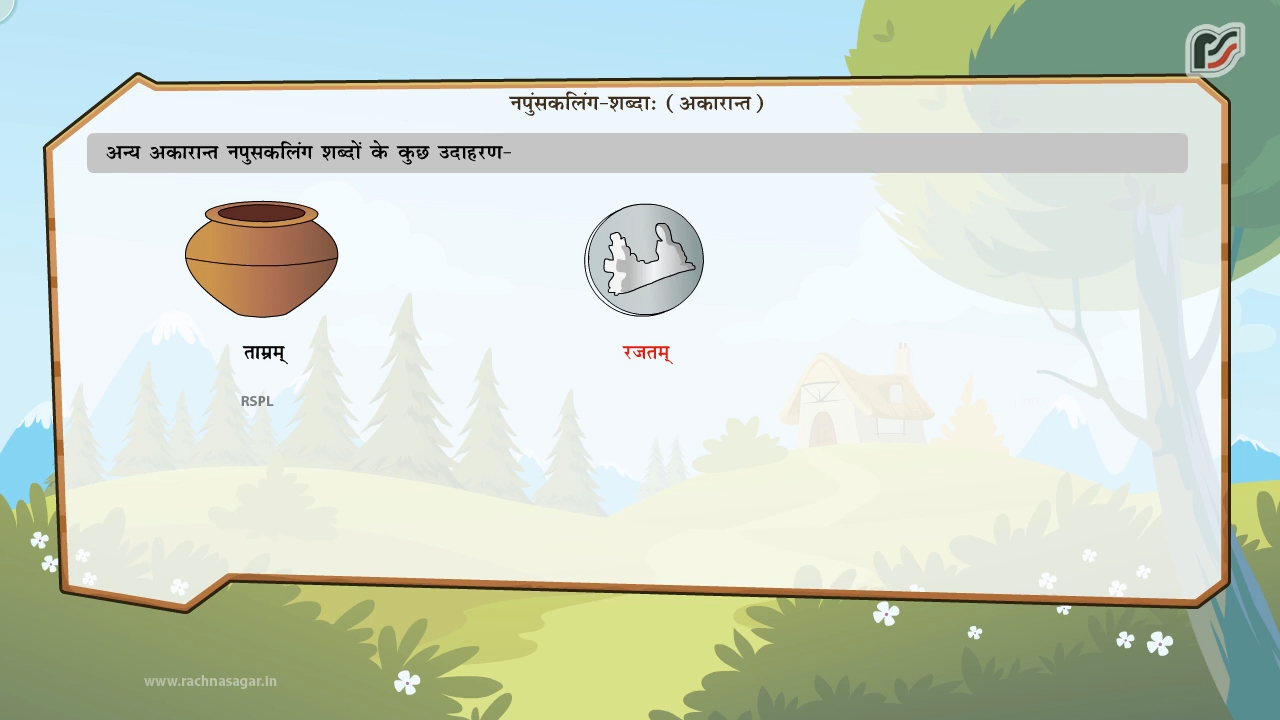 नपुंसकलिंग-शब्दाः ( अकारान्त )
अन्य अकारान्त नपुसकलिंग शब्दों के कुछ उदाहरण-
ताम्रम्
रजतम्
RSPL
www.rachnasagar.in